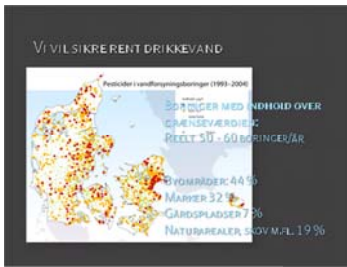 VI VIL SIKRE RENT DRIKKEVAND
Pesticider i vandforsyningsboringer (1993-2004)
BORINGER MED INDHOLD OVER
GRÆNSEVÆRDIEN:
REELT 50 - 60 BORINGER/ÅR
BYOMRÅDER: 44 %
MARKER 32 %
GÅRDSPLADSER 7 %
NATURAREALER, SKOV M.FL. 19 %